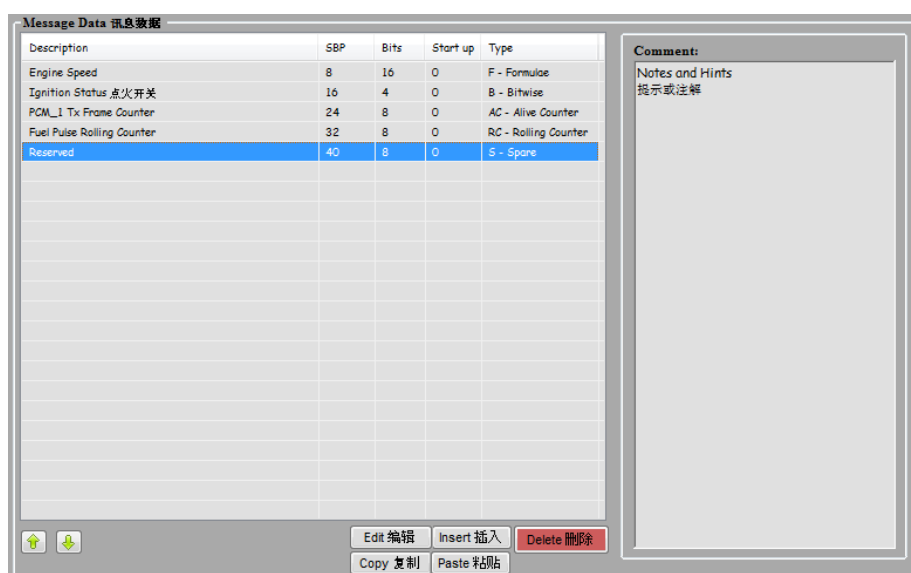 Message Data 讯息数据
Description SBP Bits Start up Type
Engine Speed 8 16 0 F - Formulae
Ignition Status 点火开关 16 4 0 B - Bitwise
PCM_1 Tx Frame Counter 24 8 0 AC - Alive Counter
Fuel Pulse Rolling Counter 32 8 0 RC - Rolling Counter
Reserved 40 8 0 S - Spare
Comment:
Notes and Hints
提示或注解
Edit 编辑 Insert 插入 Delete 删除
Copy 复制 Paste 粘贴